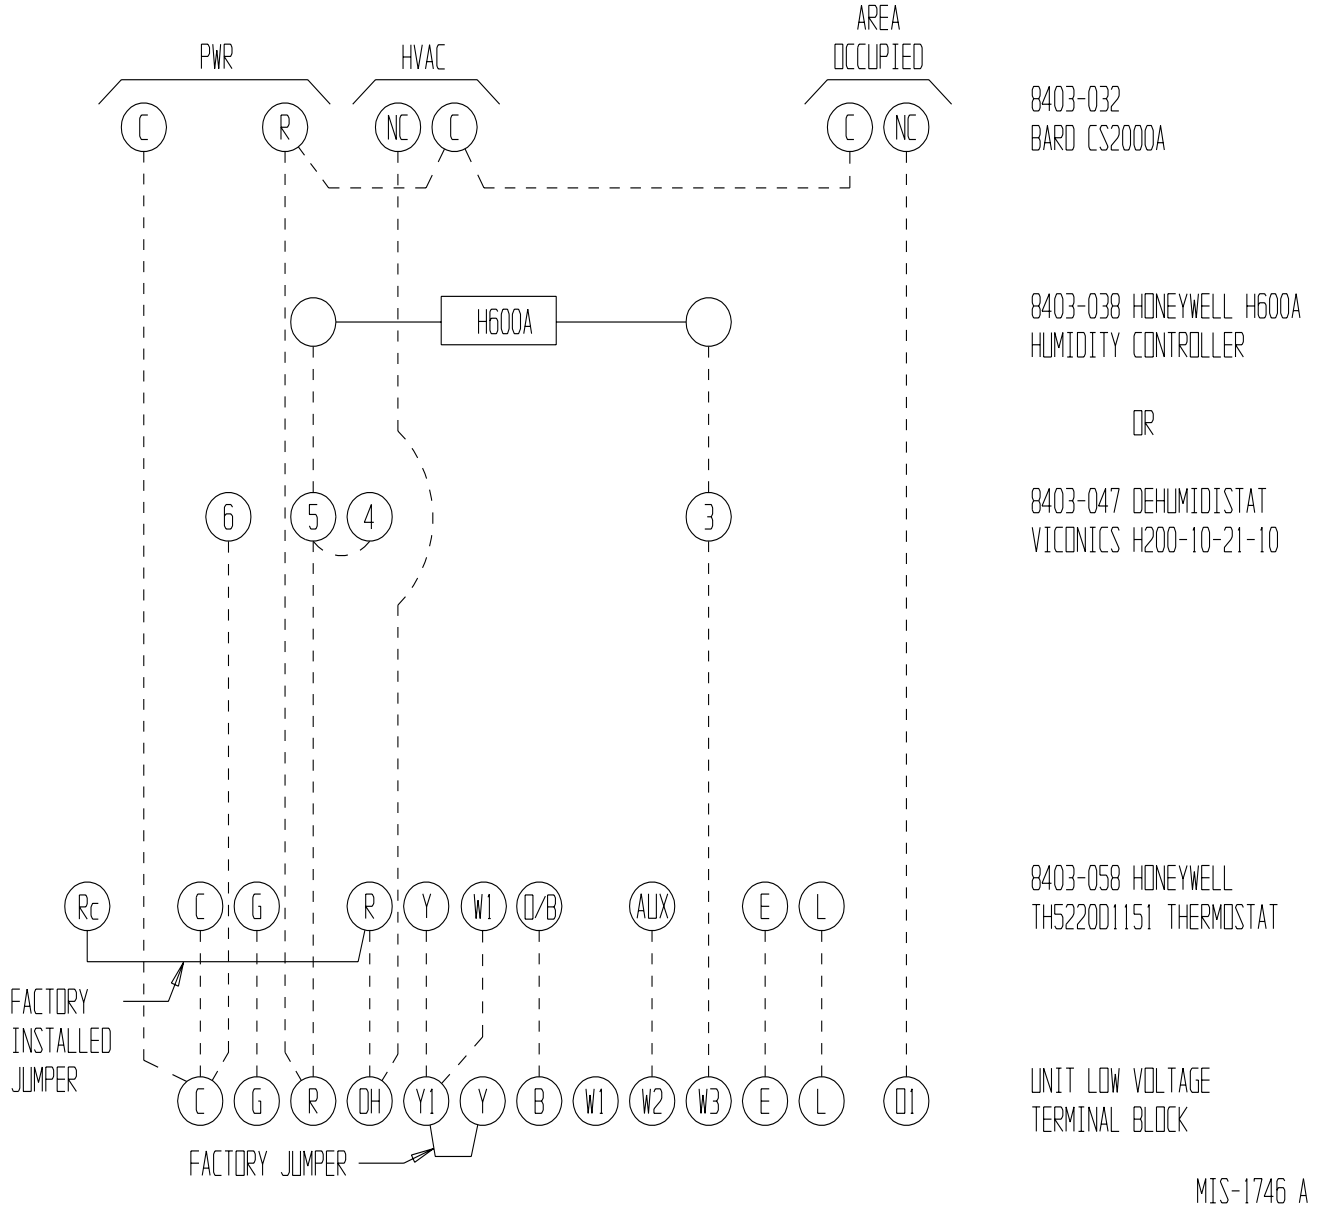 PWR
HVAC
AREA
OCCUPIED
C R NC C C NC
8403-032
BARD CS2000A
H600A
8403-038 HONEYWELL H600A
HUMIDITY CONTROLLER
OR
6 5 4 3
8403-047 DEHUMIDISTAT
VICONICS H200-10-21-10
Rc C G R Y W1 O/B AUX E L
8403-058 HONEYWELL
TH5220D1151 THERMOSTAT
FACTORY
INSTALLED
JUMPER
C G R DH Y1 Y B W1 W2 W3 E L O1
UNIT LOW VOLTAGE
TERMINAL BLOCK
FACTORY JUMPER
MIS-1746 A